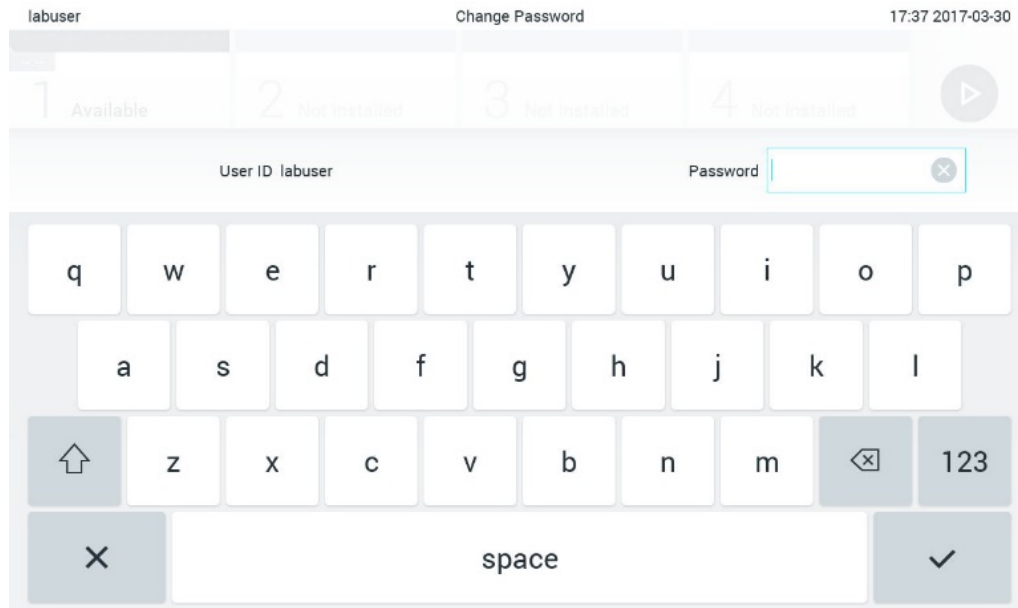 labuser Change Password 17:37 2017-03-30
1 Available 2 Not installed 3 Not installed 4 Not installed
User ID labuser Password
q w e r t y u i o p
a s d f g h j k l
z x c v b n m 123
space